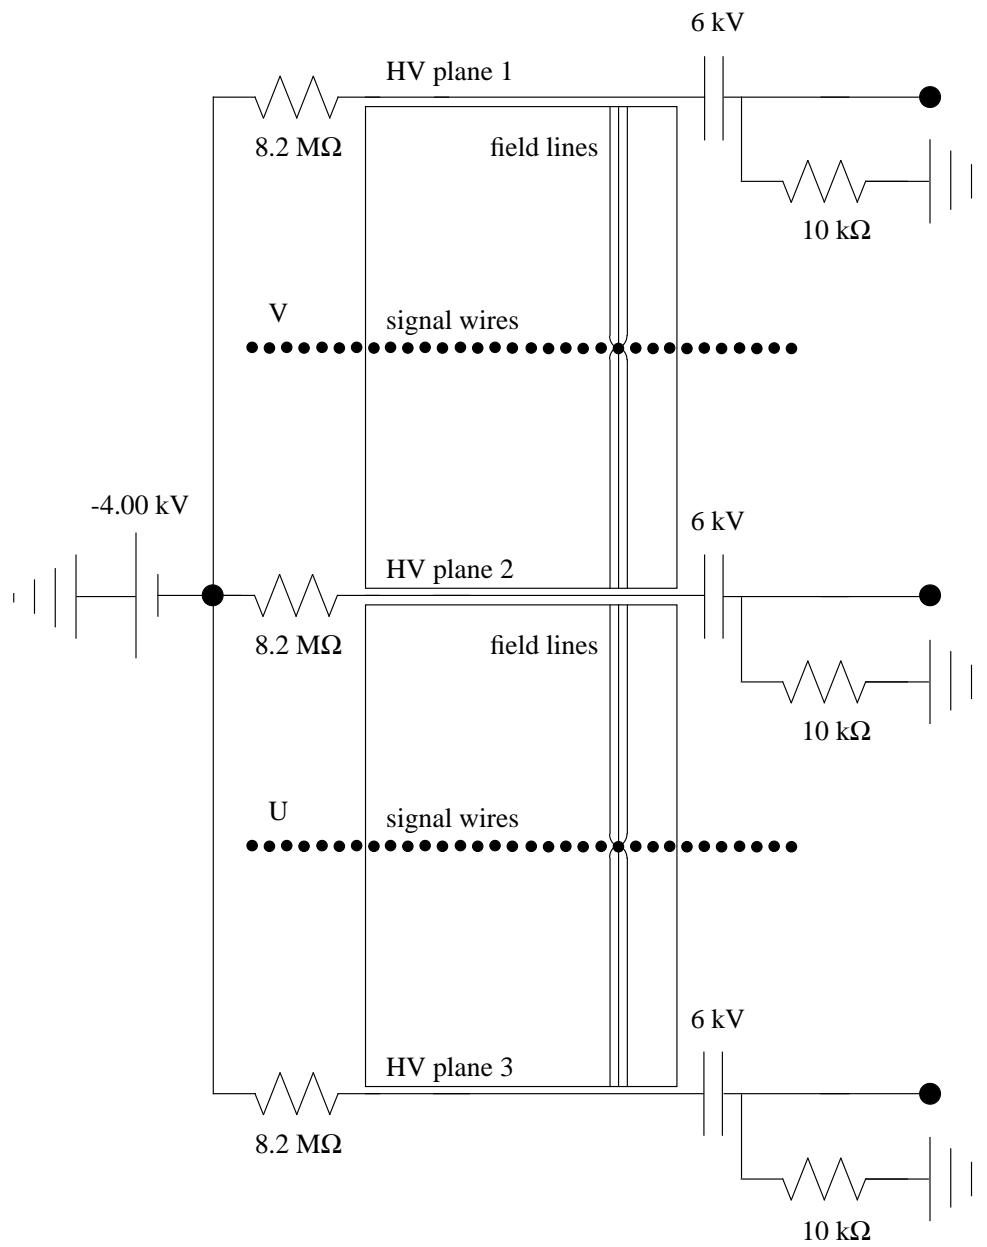 6 kV
HV plane 1
8.2 MΩ
field lines
10 kΩ
V
signal wires
-4.00 kV
6 kV
HV plane 2
8.2 MΩ
field lines
10 kΩ
U
signal wires
6 kV
HV plane 3
8.2 MΩ
10 kΩ